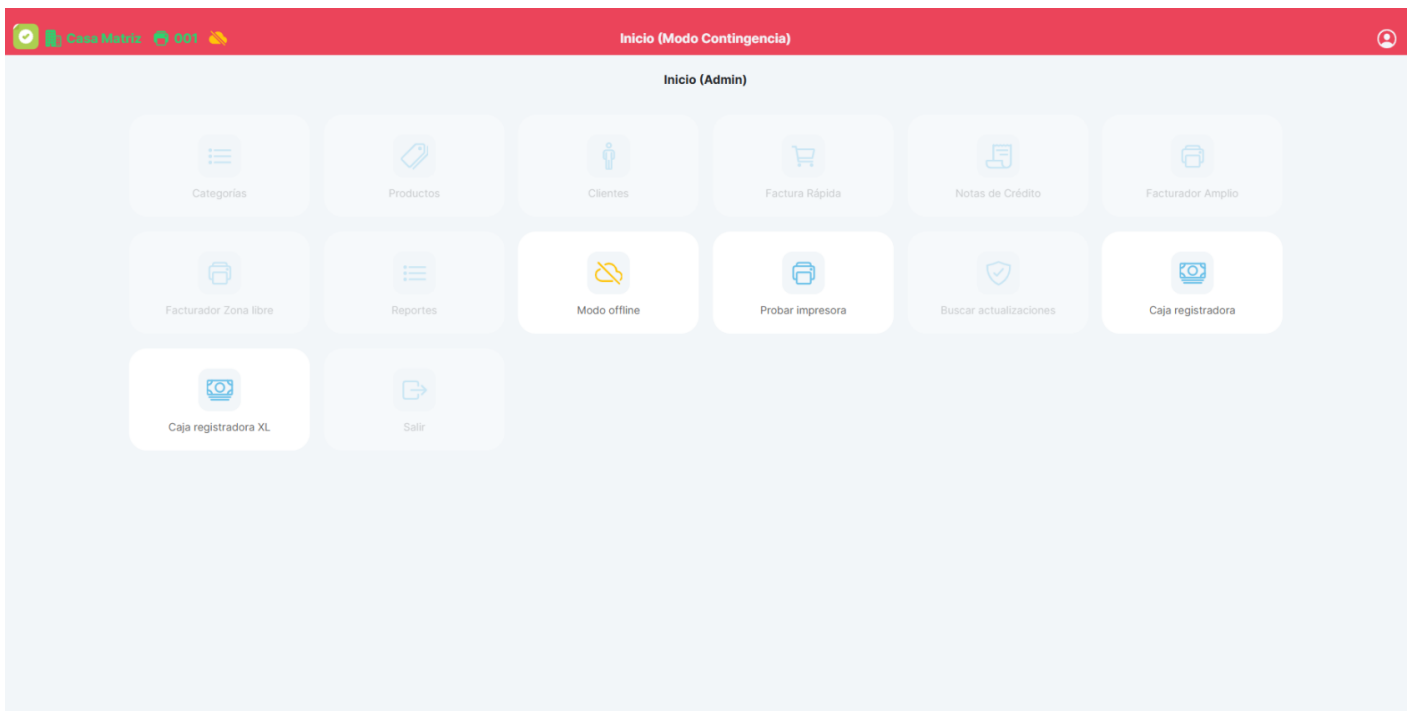 Casa Matriz 001 Inicio (Modo Contingencia)
Inicio (Admin)
Categorías Productos Clientes Factura Rápida Notas de Crédito Facturador Amplio
Facturador Zona libre Reportes Modo offline Probar impresora Buscar actualizaciones Caja registradora
Caja registradora XL Salir